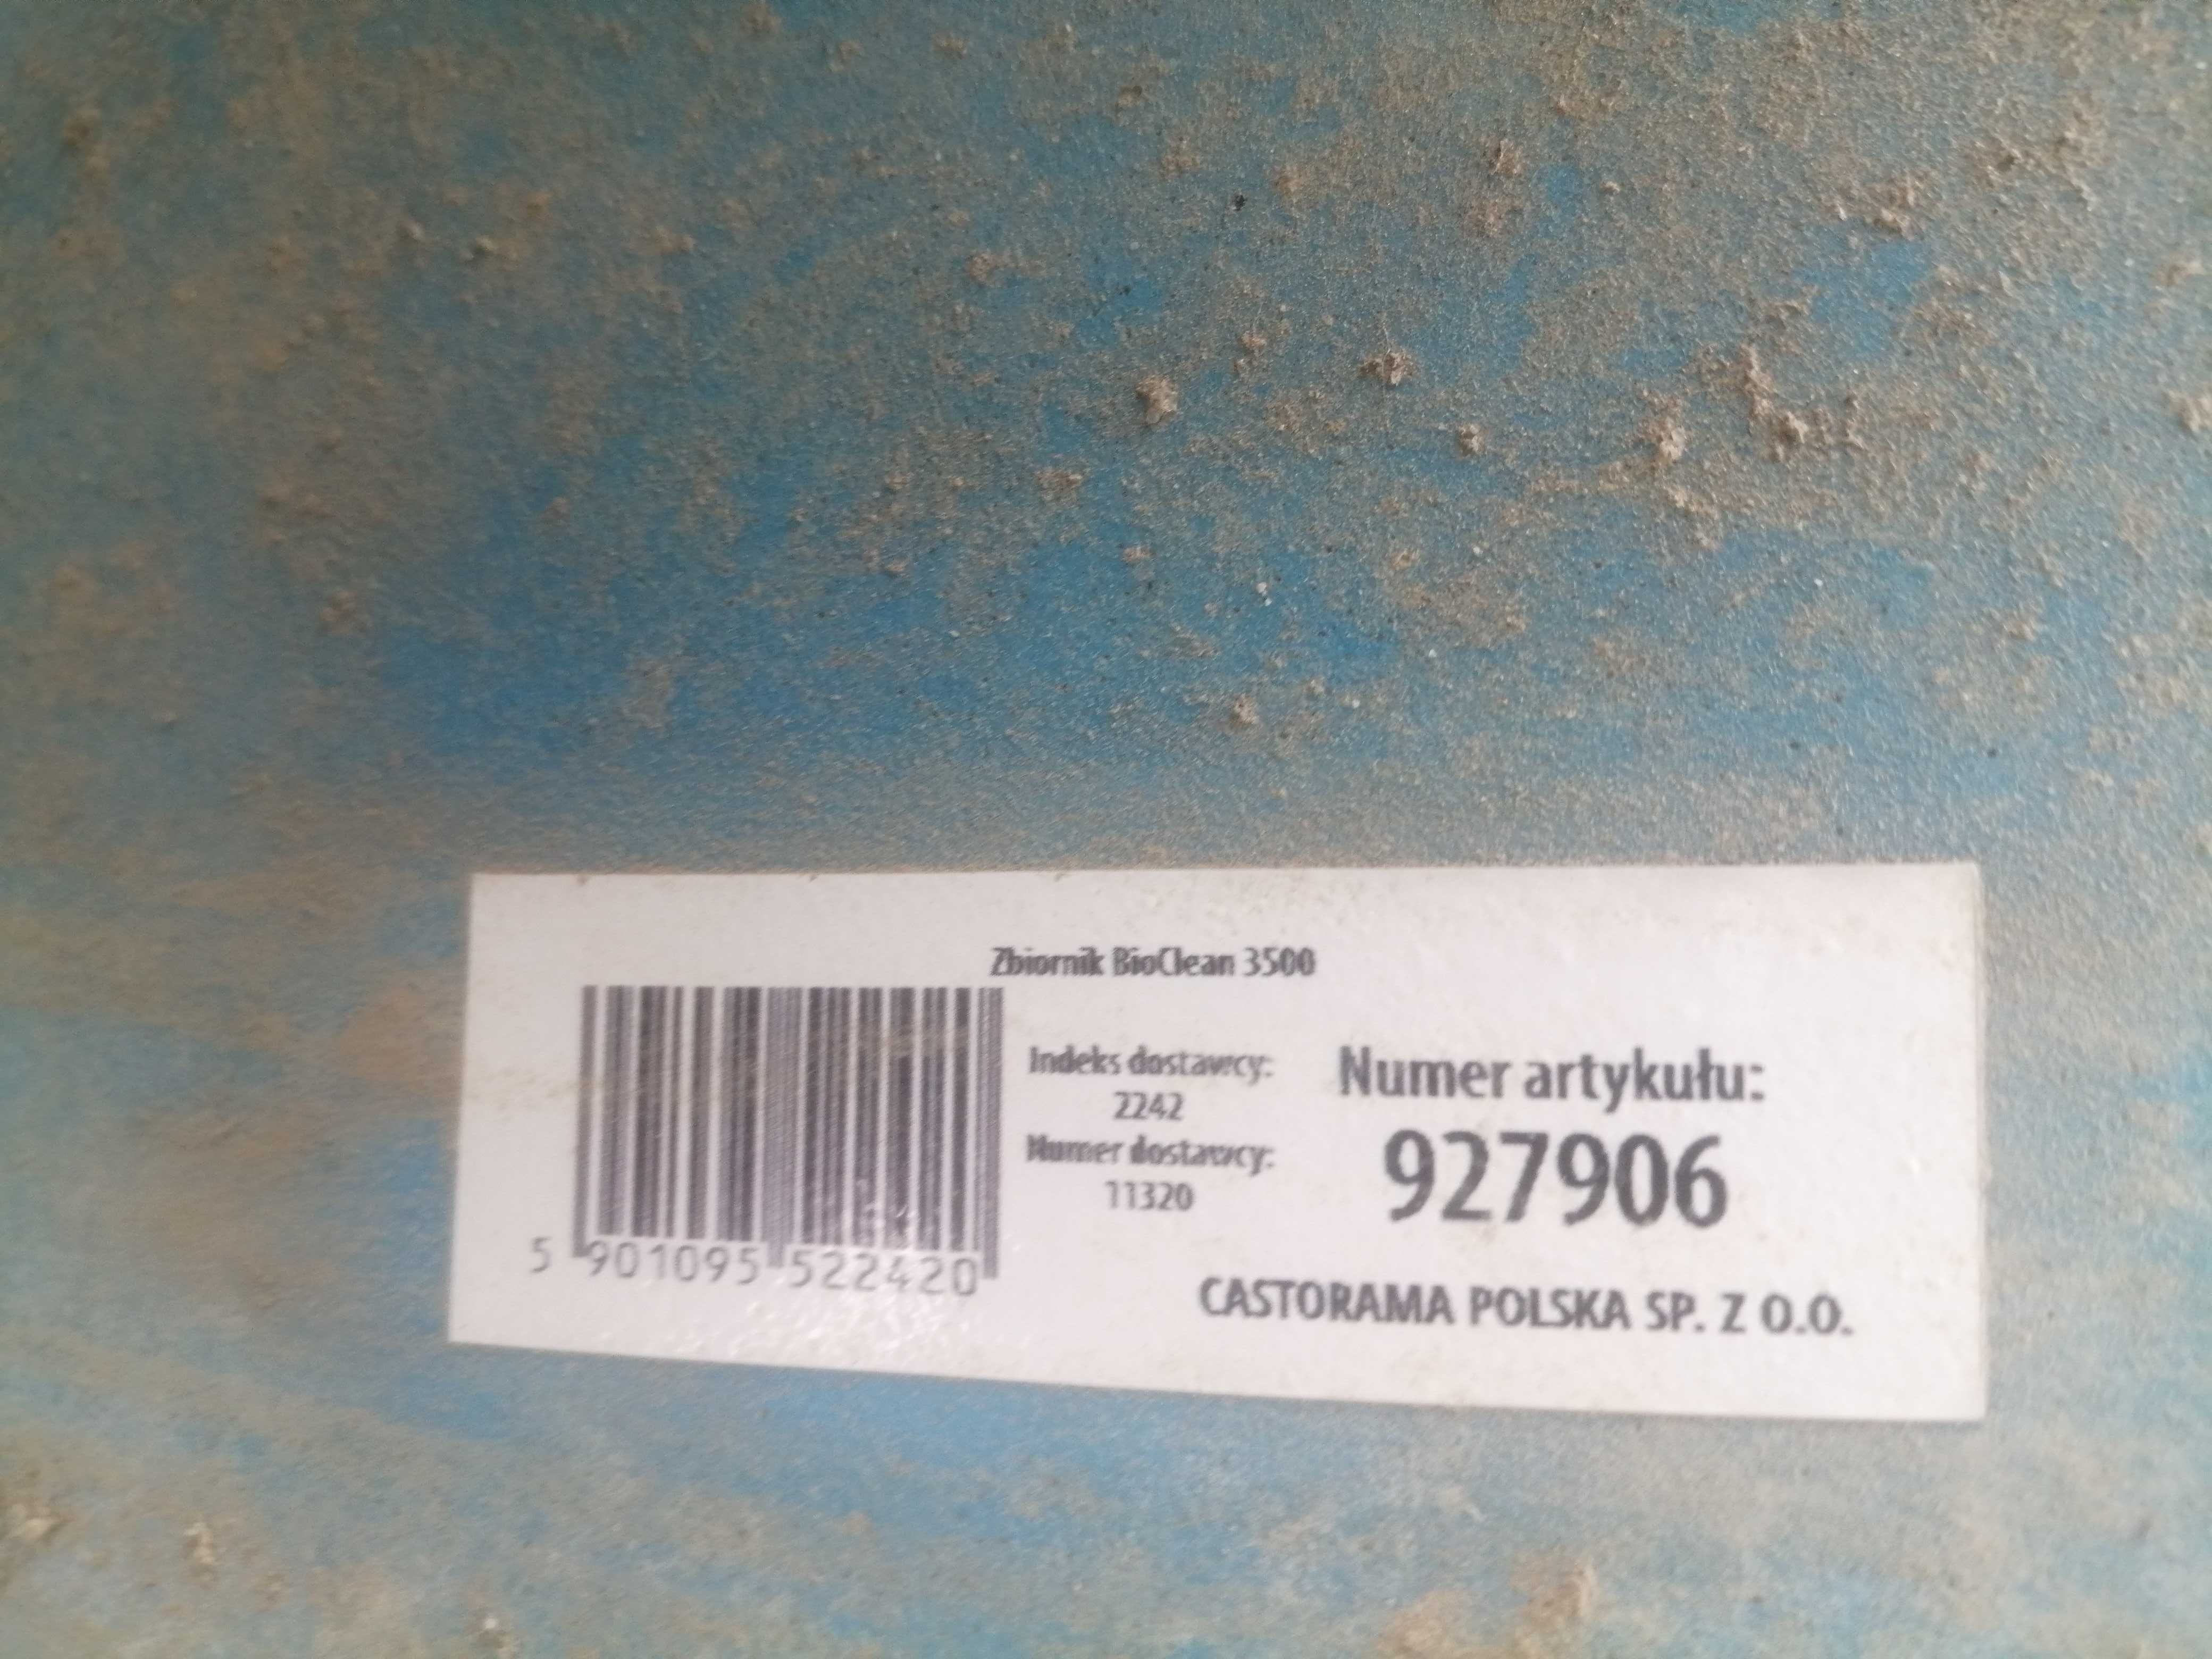 Zbiornik BioClean 3500
Indeks dostawcy:
2242
Numer dostawcy:
11320
Numer artykułu:
927906
5 901095 522420
CASTORAMA POLSKA SP. Z O.O.